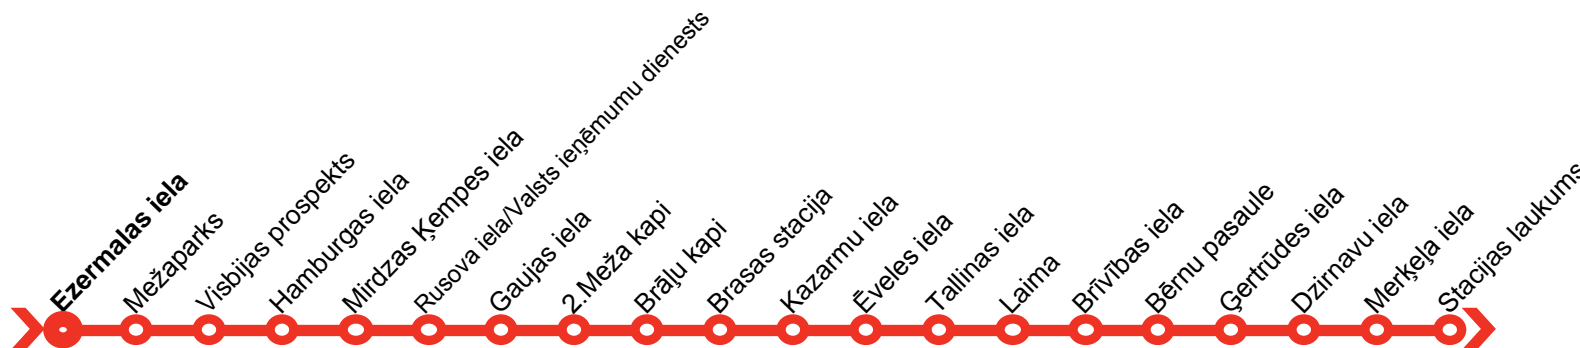 Ezermalas iela
Mežaparks
Visbijas prospekts
Hamburgas iela
Mirdzas Ķempes iela
Rusova iela/Valsts ieņēmumu dienests
Gaujas iela
2.Meža kapi
Brāļu kapi
Brasas stacija
Kazarmu iela
Ēveles iela
Tallinas iela
Laima
Brīvības iela
Bērnu pasaule
Ģertrūdes iela
Dzirnavu iela
Merķeļa iela
Stacijas laukums